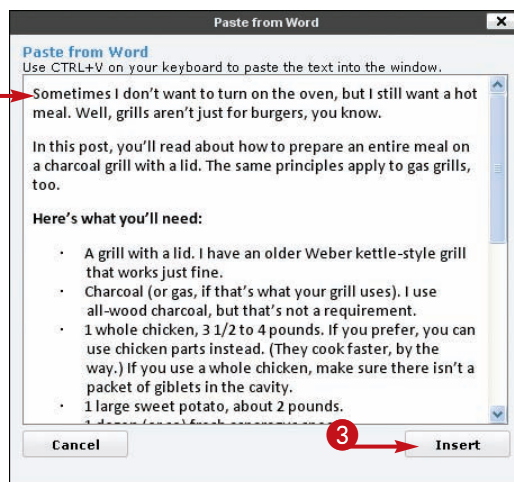 Paste from Word
X
Paste from Word
Use CTRL+V on your keyboard to paste the text into the window.
Sometimes I don't want to turn on the oven, but I still want a hot
meal. Well, grills aren't just for burgers, you know.
In this post, you'll read about how to prepare an entire meal on
a charcoal grill with a lid. The same principles apply to gas grills,
too.
Here's what you'll need:
· A grill with a lid. I have an older Weber kettle-style grill
that works just fine.
· Charcoal (or gas, if that's what your grill uses). I use
all-wood charcoal, but that's not a requirement.
· 1 whole chicken, 3 1/2 to 4 pounds. If you prefer, you can
use chicken parts instead. (They cook faster, by the
way.) If you use a whole chicken, make sure there isn't a
packet of giblets in the cavity.
· 1 large sweet potato, about 2 pounds.
Cancel
3
Insert